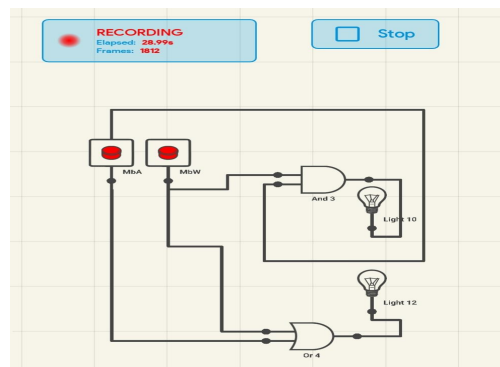 RECORDING
Elapsed: 28.99s
Frames: 1812
Stop
MbA
MbW
And 3
Light 10
Light 12
Or 4